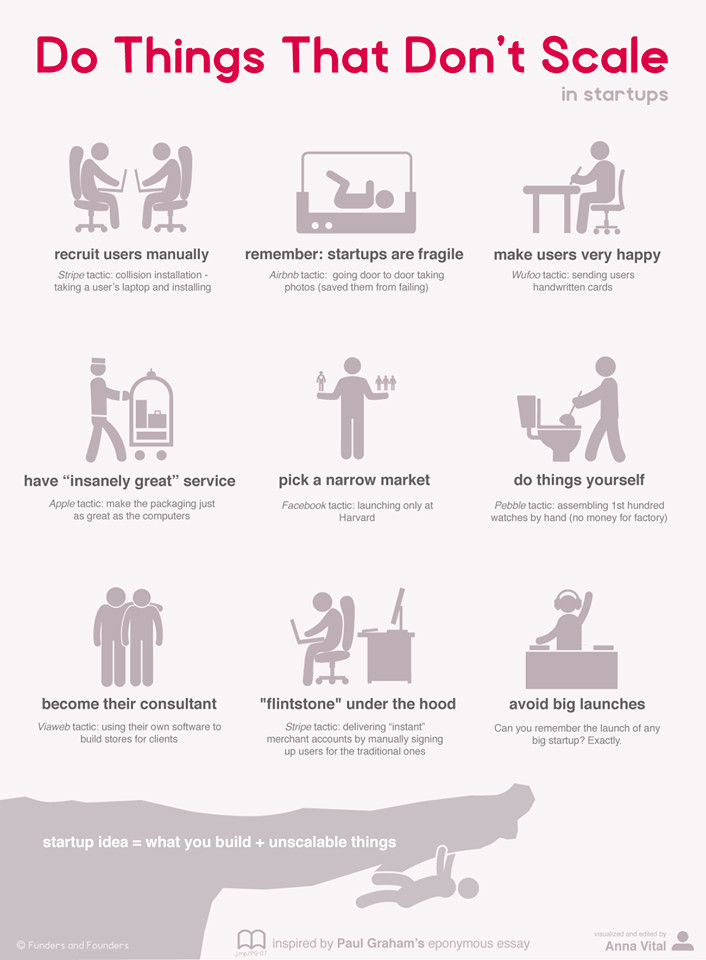 Do Things That Don't Scale
in startups
recruit users manually
Stripe tactic: collision installation -
taking a user's laptop and installing
remember: startups are fragile
Airbnb tactic: going door to door taking
photos (saved them from failing)
make users very happy
Wufoo tactic: sending users
handwritten cards
have “insanely great” service
Apple tactic: make the packaging just
as great as the computers
pick a narrow market
Facebook tactic: launching only at
Harvard
do things yourself
Pebble tactic: assembling 1st hundred
watches by hand (no money for factory)
become their consultant
Viaweb tactic: using their own software to
build stores for clients
"flintstone" under the hood
Stripe tactic: delivering “instant”
merchant accounts by manually signing
up users for the traditional ones
avoid big launches
Can you remember the launch of any
big startup? Exactly.
startup idea = what you build + unscalable things
© Funders and Founders
inspired by Paul Graham's eponymous essay
visualized and edited by
Anna Vital